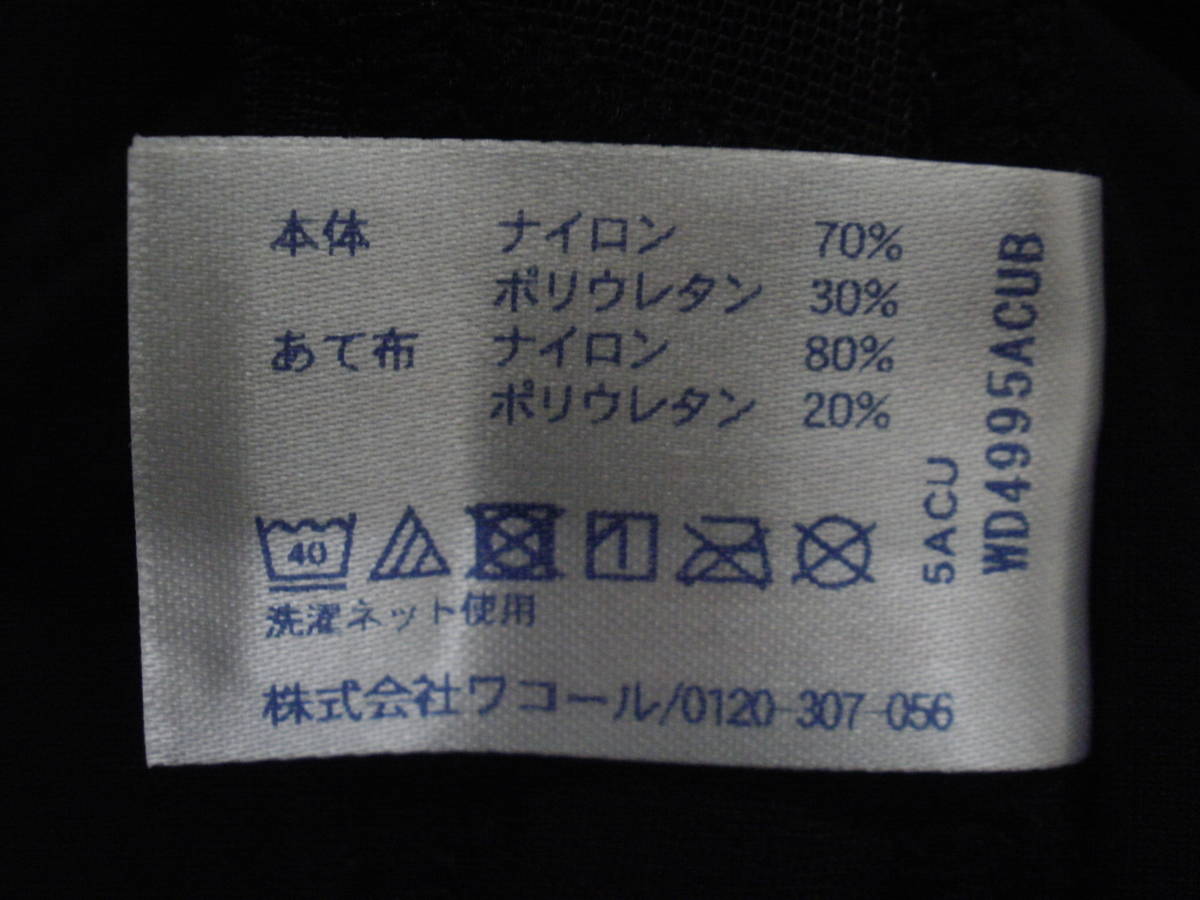 本体 ナイロン 70%
ポリウレタン 30%
あて布 ナイロン 80%
ポリウレタン 20%
40
洗濯ネット使用
株式会社ワコール/0120-307-056
5ACU
WD4995ACUB